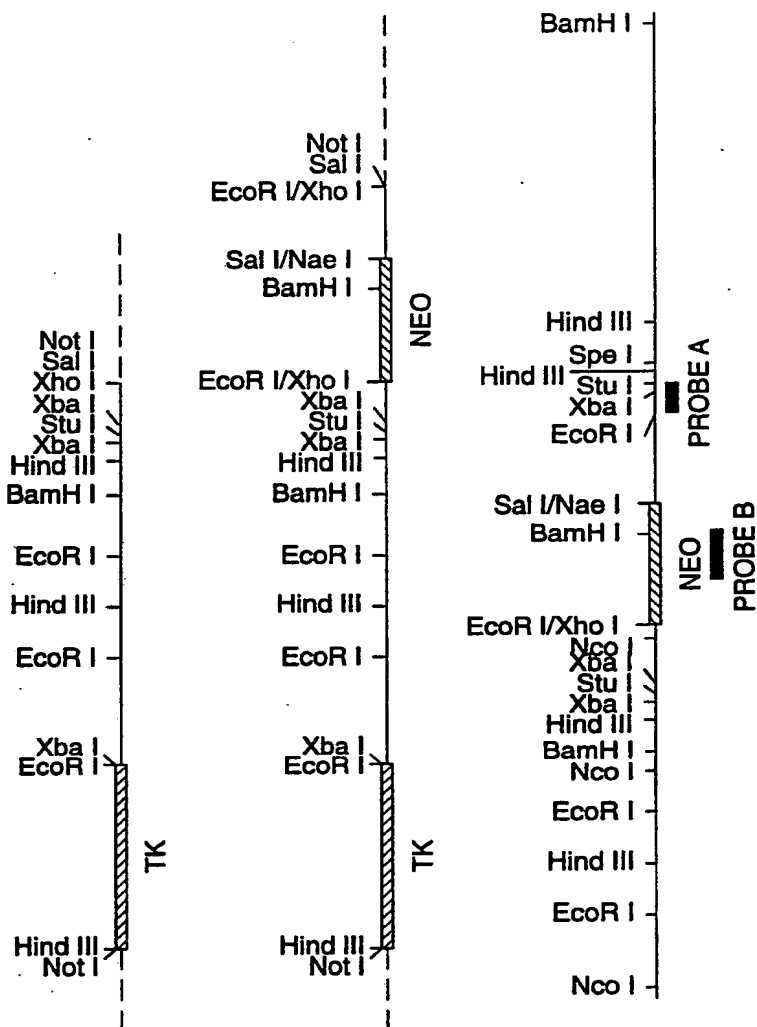 Not I
Sal I
Xho I
Xba I
Stu I
Xba I
Hind III
BamH I
EcoR I
Hind III
EcoR I
Xba I
EcoR I
TK
Hind III
Not I
Not I
Sal I
EcoR I/Xho I
Sal I/Nae I
BamH I
NEO
EcoR I/Xho I
Xba I
Stu I
Xba I
Hind III
BamH I
EcoR I
Hind III
EcoR I
Xba I
EcoR I
TK
Hind III
Not I
BamH I
Hind III
Spe I
Hind III
Stu I
Xba I
EcoR I
PROBE A
Sal I/Nae I
BamH I
NEO
PROBE B
EcoR I/Xho I
Nco I
Xba I
Stu I
Xba I
Hind III
BamH I
Nco I
EcoR I
Hind III
EcoR I
Nco I